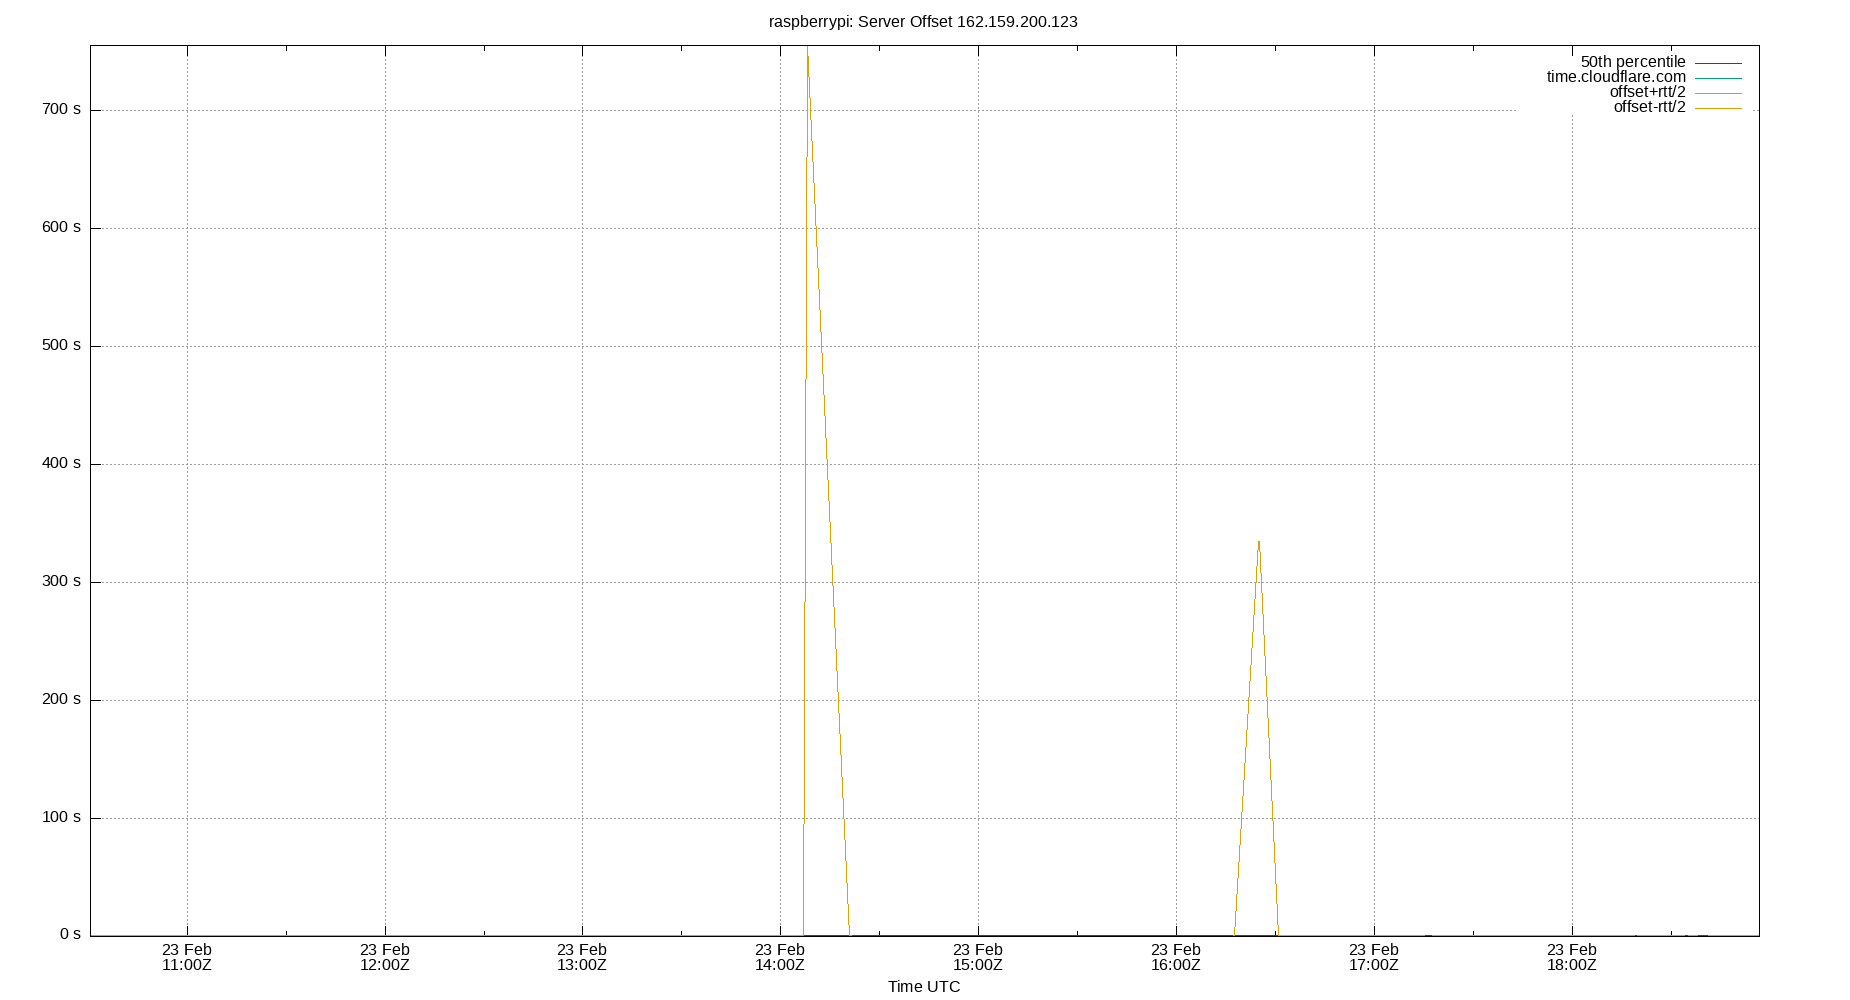 raspberrypi: Server Offset 162.159.200.123
50th percentile
time.cloudflare.com
offset+rtt/2
offset-rtt/2
700 s
600 s
500 s
400 s
300 s
200 s
100 s
0 s
23 Feb 23 Feb 23 Feb 23 Feb 23 Feb 23 Feb 23 Feb 23 Feb
11:00Z 12:00Z 13:00Z 14:00Z 15:00Z 16:00Z 17:00Z 18:00Z
Time UTC